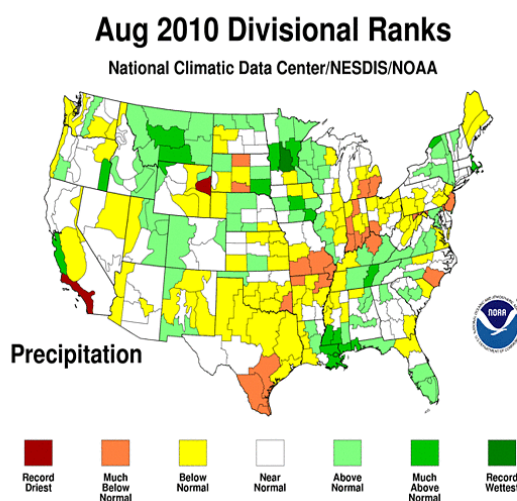 Aug 2010 Divisional Ranks
National Climatic Data Center/NESDIS/NOAA
Precipitation
NOAA
Record
Driest
Much
Below
Normal
Below
Normal
Near
Normal
Above
Normal
Much
Above
Normal
Record
Wettest